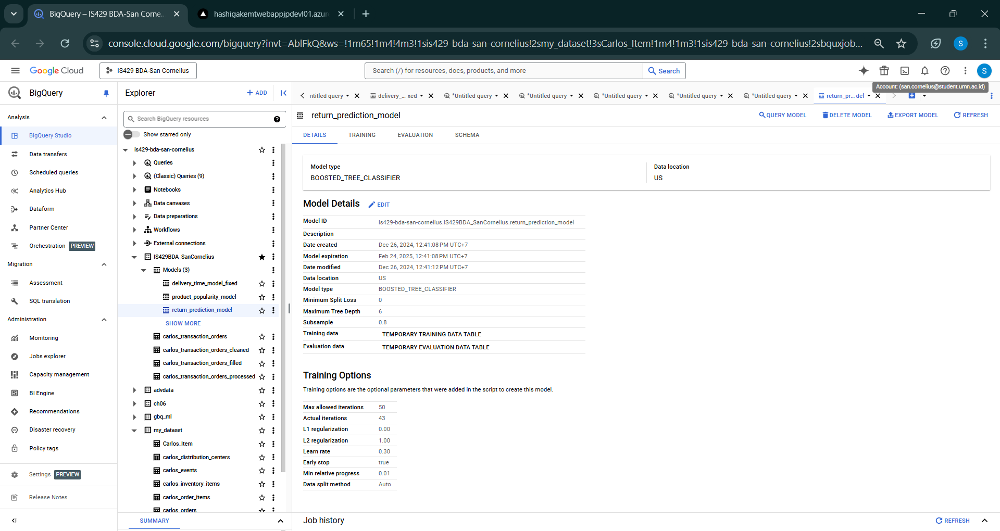 BigQuery – IS429 BDA-San Corne..
hashigakemtwebappjpdevl01.azur
console.cloud.google.com/bigquery?invt=AblFkQ&ws=!1m65!1m4!4m3!1sis429-bda-san-cornelius!2smy_dataset!3sCarlos_Item!1m4!1m3!1sis429-bda-san-cornelius!2sbquxjob...
S
Google Cloud
IS429 BDA-San Cornelius
Search (/) for resources, docs, products, and more
Search
S
Account: (san.cornelius@student.umn.ac.id)
BigQuery
Analysis
BigQuery Studio
Data transfers
Scheduled queries
Analytics Hub
Dataform
Partner Center
Orchestration PREVIEW
Migration
Assessment
SQL translation
Administration
Monitoring
Jobs explorer
Capacity management
BI Engine
Recommendations
Disaster recovery
Policy tags
Settings PREVIEW
Release Notes
Explorer
+ ADD
Search BigQuery resources
Show starred only
is429-bda-san-cornelius
Queries
(Classic) Queries (9)
Notebooks
Data canvases
Data preparations
Workflows
External connections
IS429BDA_SanCornelius
Models (3)
delivery_time_model_fixed
product_popularity_model
return_prediction_model
SHOW MORE
carlos_transaction_orders
carlos_transaction_orders_cleaned
carlos_transaction_orders_filled
carlos_transaction_orders_processed
advdata
ch06
gbq_ml
my_dataset
Carlos_Item
carlos_distribution_centers
carlos_events
carlos_inventory_items
carlos_order_items
carlos_orders
SUMMARY
ntitled query
delivery_... xed
*Untitled query
*Untitled query
*Untitled query
*Untitled query
*Untitled query
return_pr... del
return_prediction_model
QUERY MODEL
DELETE MODEL
EXPORT MODEL
REFRESH
DETAILS
TRAINING
EVALUATION
SCHEMA
Model type
BOOSTED_TREE_CLASSIFIER
Data location
US
Model Details
EDIT
Model ID is429-bda-san-cornelius.IS429BDA_SanCornelius.return_prediction_model
Description
Date created Dec 26, 2024, 12:41:08 PM UTC+7
Model expiration Feb 24, 2025, 12:41:08 PM UTC+7
Date modified Dec 26, 2024, 12:41:12 PM UTC+7
Data location US
Model type BOOSTED_TREE_CLASSIFIER
Minimum Split Loss 0
Maximum Tree Depth 6
Subsample 0.8
Training data TEMPORARY TRAINING DATA TABLE
Evaluation data TEMPORARY EVALUATION DATA TABLE
Training Options
Training options are the optional parameters that were added in the script to create this model.
Max allowed iterations 50
Actual iterations 43
L1 regularization 0.00
L2 regularization 1.00
Learn rate 0.30
Early stop true
Min relative progress 0.01
Data split method Auto
Job history
REFRESH